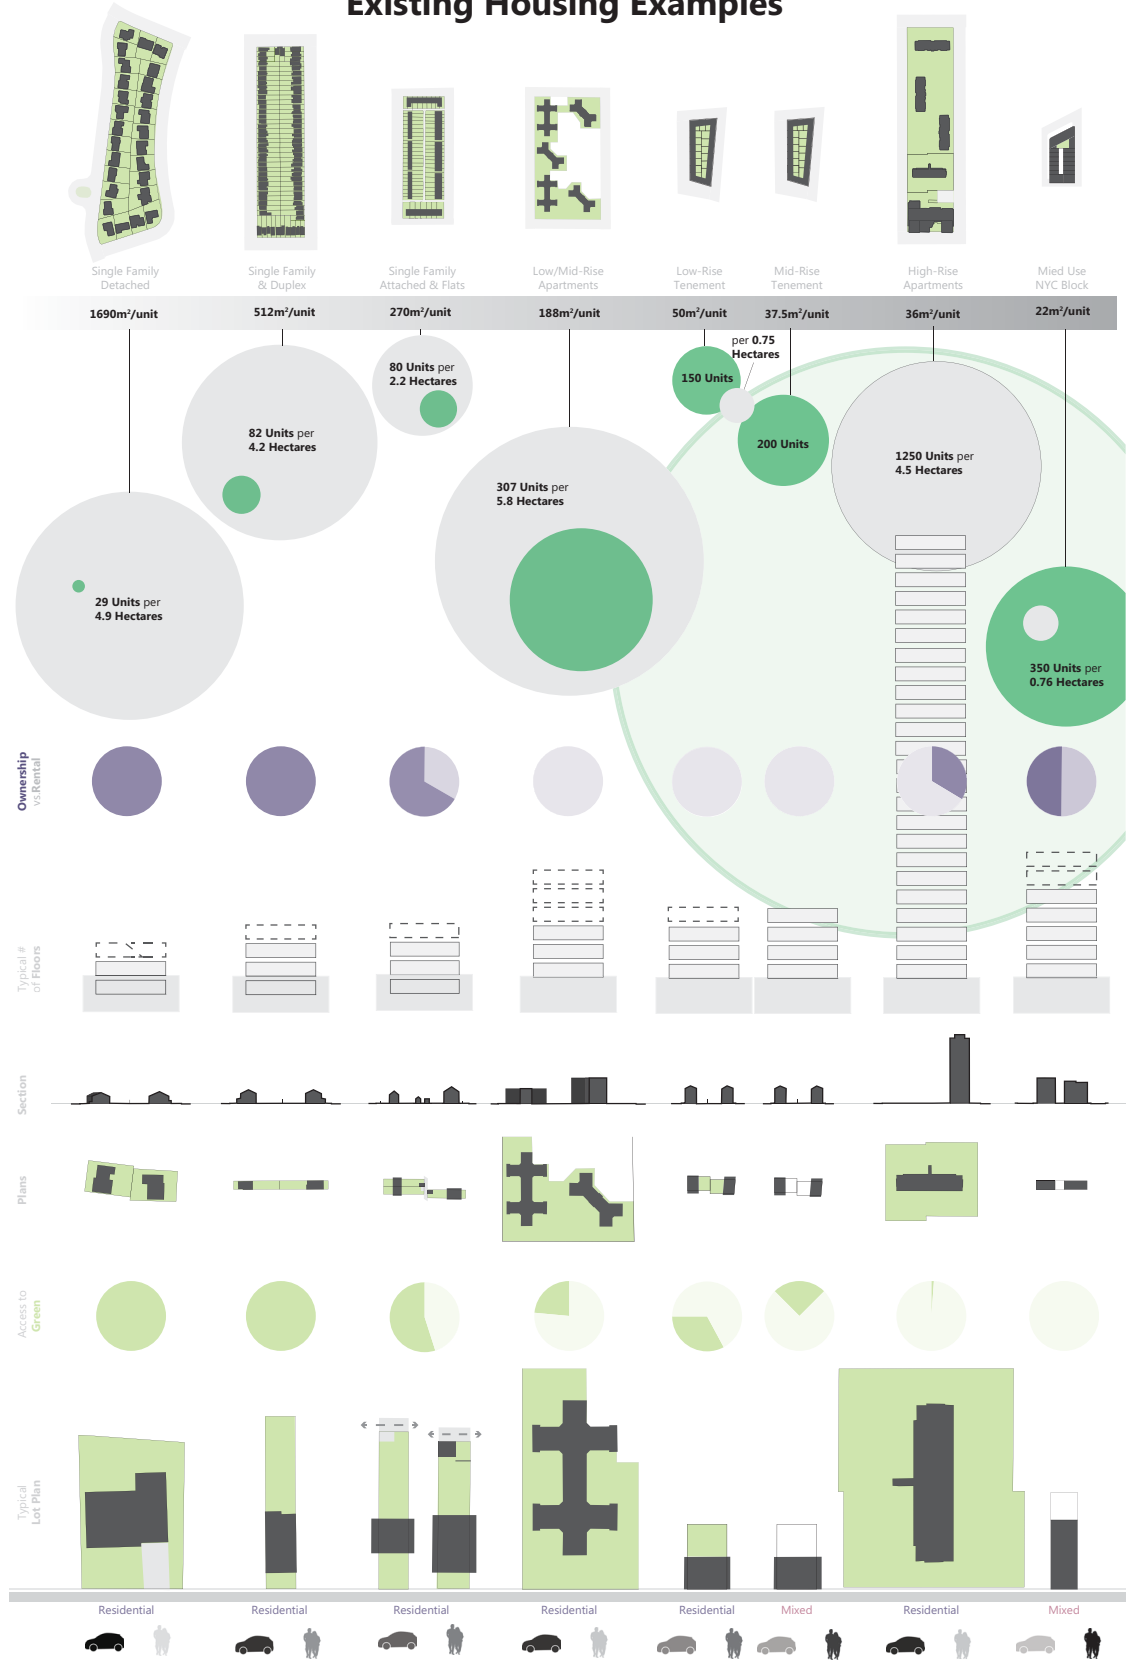 Existing Housing Examples
Single Family
Detached
Single Family
& Duplex
Single Family
Attached & Flats
Low/Mid-Rise
Apartments
Low-Rise
Tenement
Mid-Rise
Tenement
High-Rise
Apartments
Mied Use
NYC Block
1690m²/unit
512m²/unit
270m²/unit
188m²/unit
50m²/unit
37.5m²/unit
36m²/unit
22m²/unit
29 Units per
4.9 Hectares
82 Units per
4.2 Hectares
80 Units per
2.2 Hectares
307 Units per
5.8 Hectares
150 Units
per 0.75
Hectares
200 Units
1250 Units per
4.5 Hectares
350 Units per
0.76 Hectares
Ownership
vs.Rental
Typical #
of Floors
Section
Plans
Access to
Green
Typical
Lot Plan
Residential
Residential
Residential
Residential
Residential
Mixed
Residential
Mixed